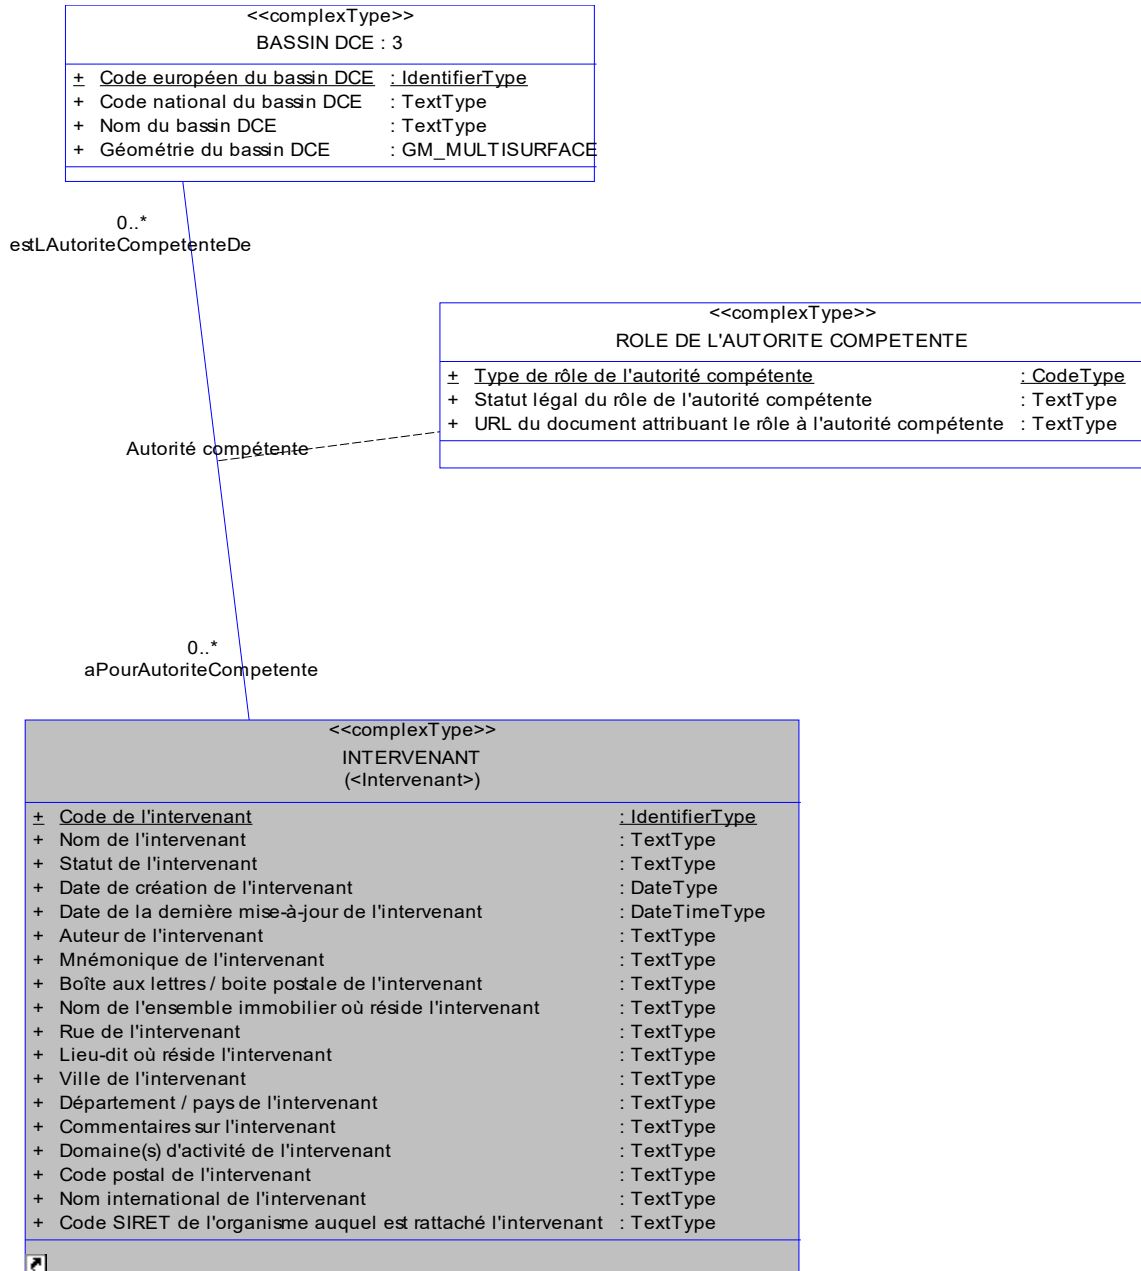 <<complexType>>
BASSIN DCE : 3
+ Code européen du bassin DCE : IdentifierType
+ Code national du bassin DCE : TextType
+ Nom du bassin DCE : TextType
+ Géométrie du bassin DCE : GM_MULTISURFACE
0..*
estLAutoriteCompetenteDe
<<complexType>>
ROLE DE L'AUTORITE COMPETENTE
+ Type de rôle de l'autorité compétente : CodeType
+ Statut légal du rôle de l'autorité compétente : TextType
+ URL du document attribuant le rôle à l'autorité compétente : TextType
Autorité compétente
0..*
aPourAutoriteCompetente
<<complexType>>
INTERVENANT
(<Intervenant>)
+ Code de l'intervenant : IdentifierType
+ Nom de l'intervenant : TextType
+ Statut de l'intervenant : TextType
+ Date de création de l'intervenant : DateType
+ Date de la dernière mise-à-jour de l'intervenant : DateTimeType
+ Auteur de l'intervenant : TextType
+ Mnémonique de l'intervenant : TextType
+ Boîte aux lettres / boite postale de l'intervenant : TextType
+ Nom de l'ensemble immobilier où réside l'intervenant : TextType
+ Rue de l'intervenant : TextType
+ Lieu-dit où réside l'intervenant : TextType
+ Ville de l'intervenant : TextType
+ Département / pays de l'intervenant : TextType
+ Commentaires sur l'intervenant : TextType
+ Domaine(s) d'activité de l'intervenant : TextType
+ Code postal de l'intervenant : TextType
+ Nom international de l'intervenant : TextType
+ Code SIRET de l'organisme auquel est rattaché l'intervenant : TextType